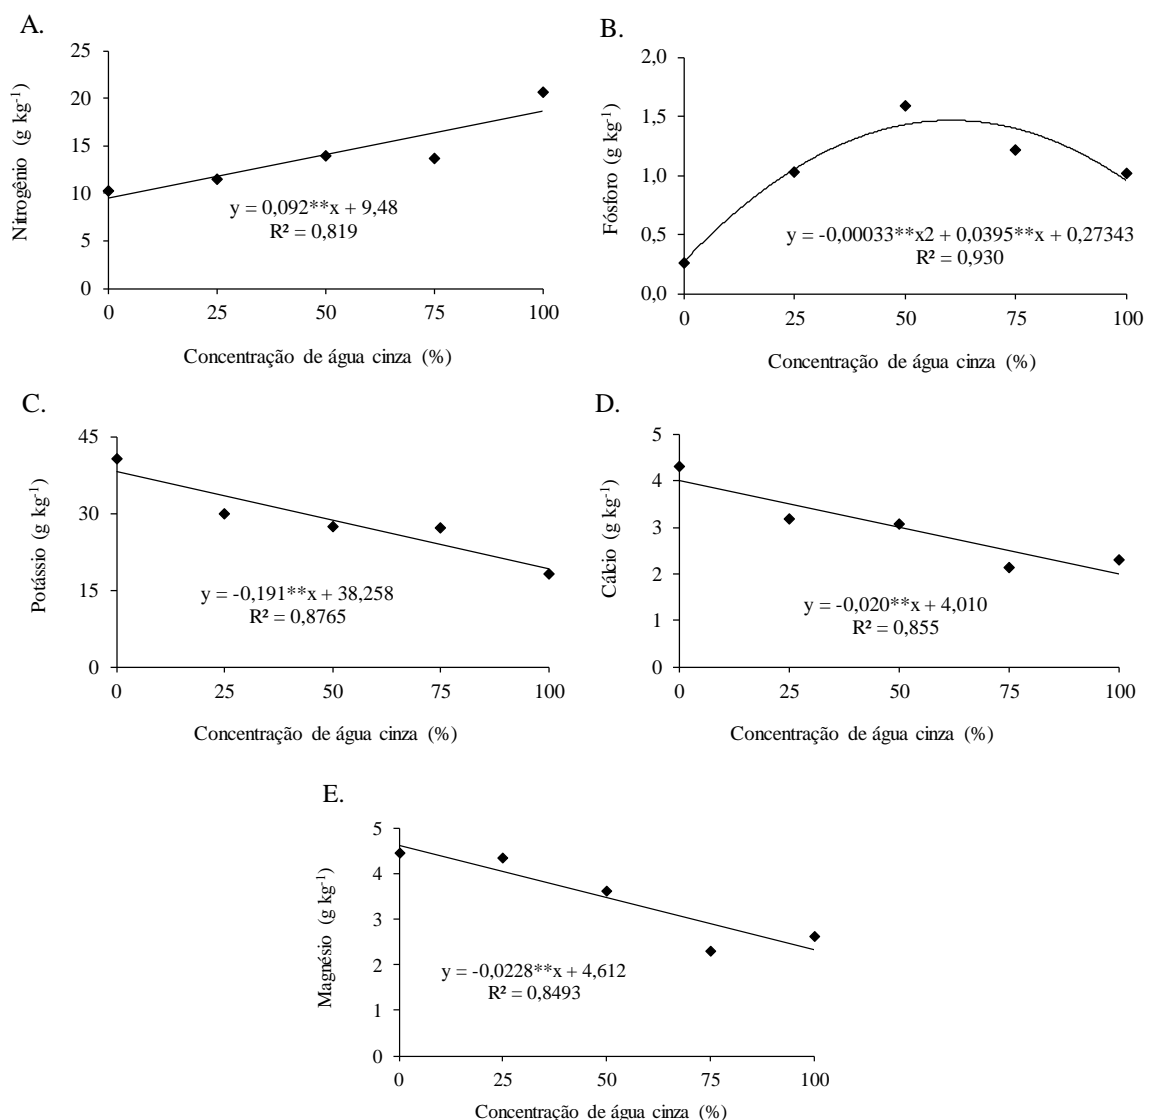 A.
Nitrogênio (g kg-1)
25
20
15
10
5
0
y = 0,092**x + 9,48
R² = 0,819
0 25 50 75 100
Concentração de água cinza (%)
B.
Fósforo (g kg-1)
2,0
1,5
1,0
0,5
0,0
y = -0,00033**x2 + 0,0395**x + 0,27343
R² = 0,930
0 25 50 75 100
Concentração de água cinza (%)
C.
Potássio (g kg-1)
45
30
15
0
y = -0,191**x + 38,258
R² = 0,8765
0 25 50 75 100
Concentração de água cinza (%)
D.
Cálcio (g kg-1)
5
4
3
2
1
0
y = -0,020**x + 4,010
R² = 0,855
0 25 50 75 100
Concentração de água cinza (%)
E.
Magnésio (g kg-1)
5
4
3
2
1
0
y = -0,0228**x + 4,612
R² = 0,8493
0 25 50 75 100
Concentração de água cinza (%)